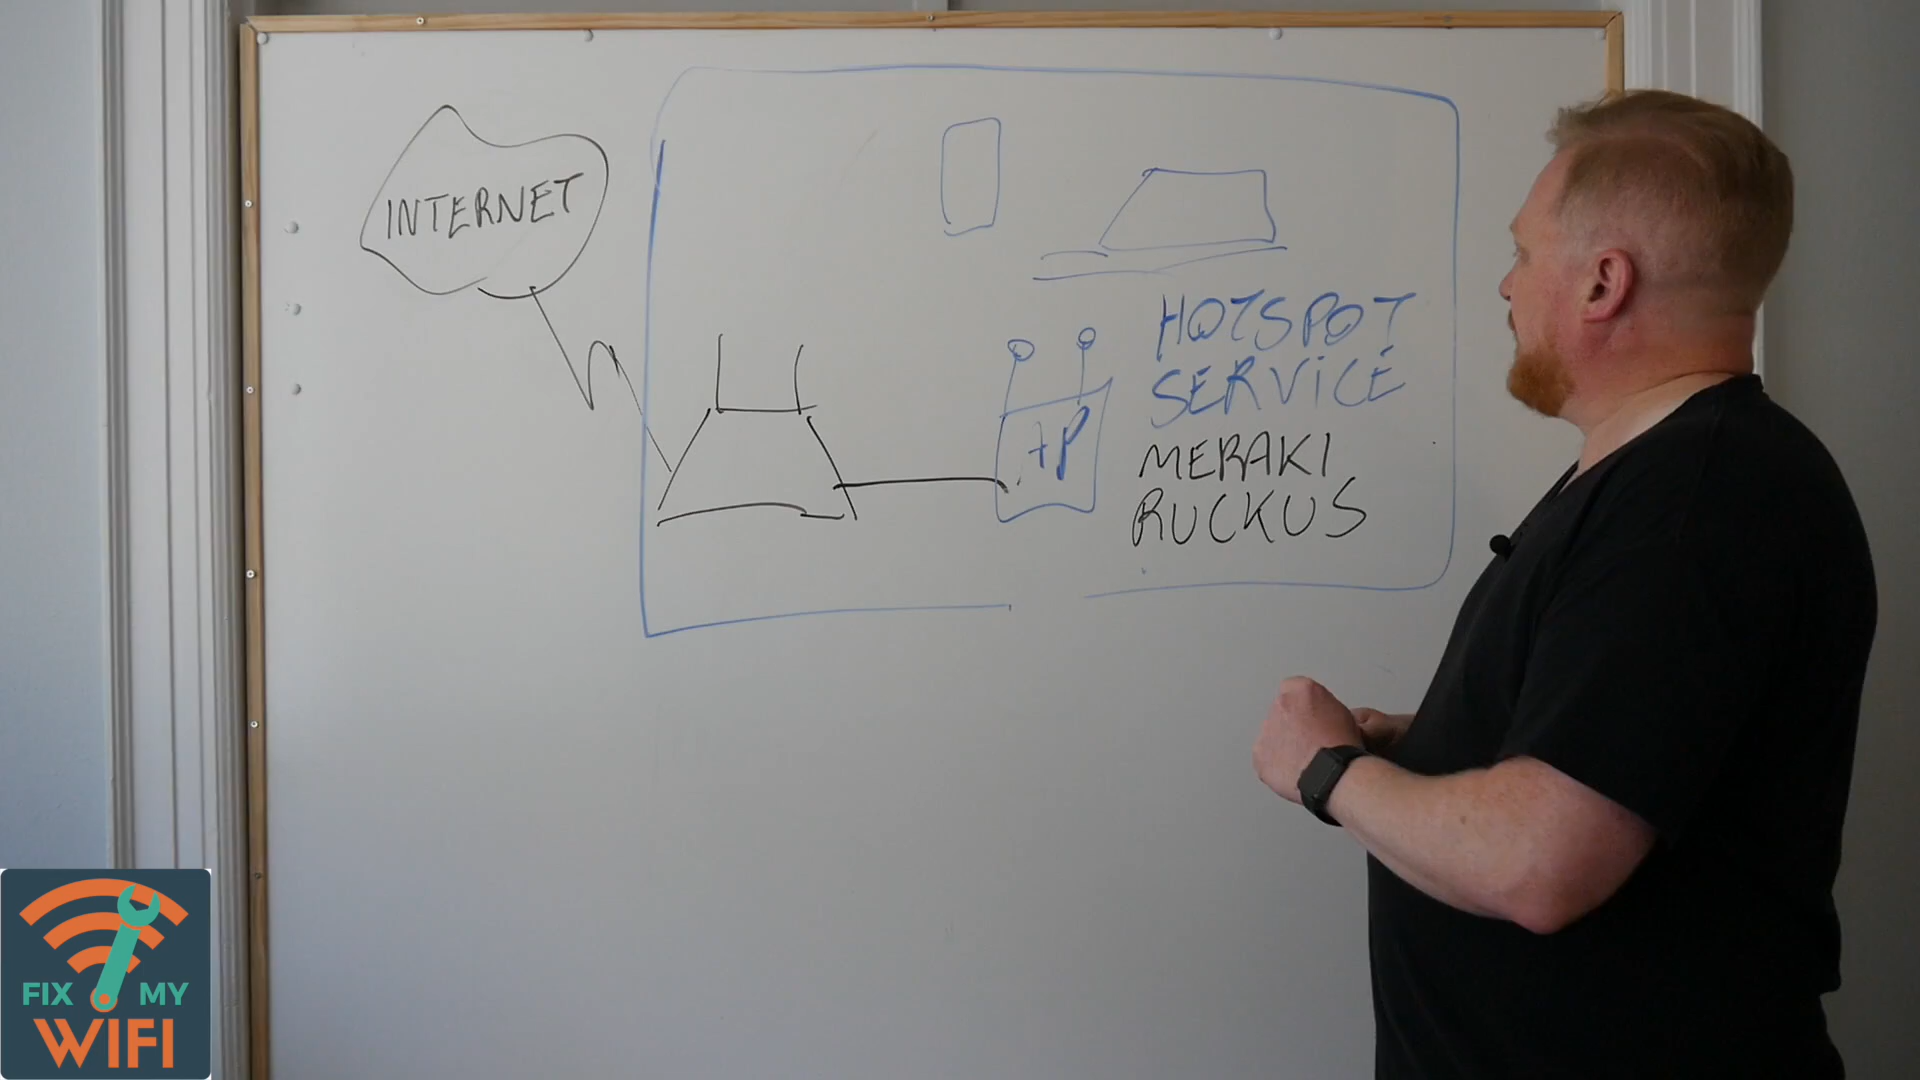 INTERNET
HOTSPOT
SERVICE
AP
MERAKI
RUCKUS
FIX MY
WIFI